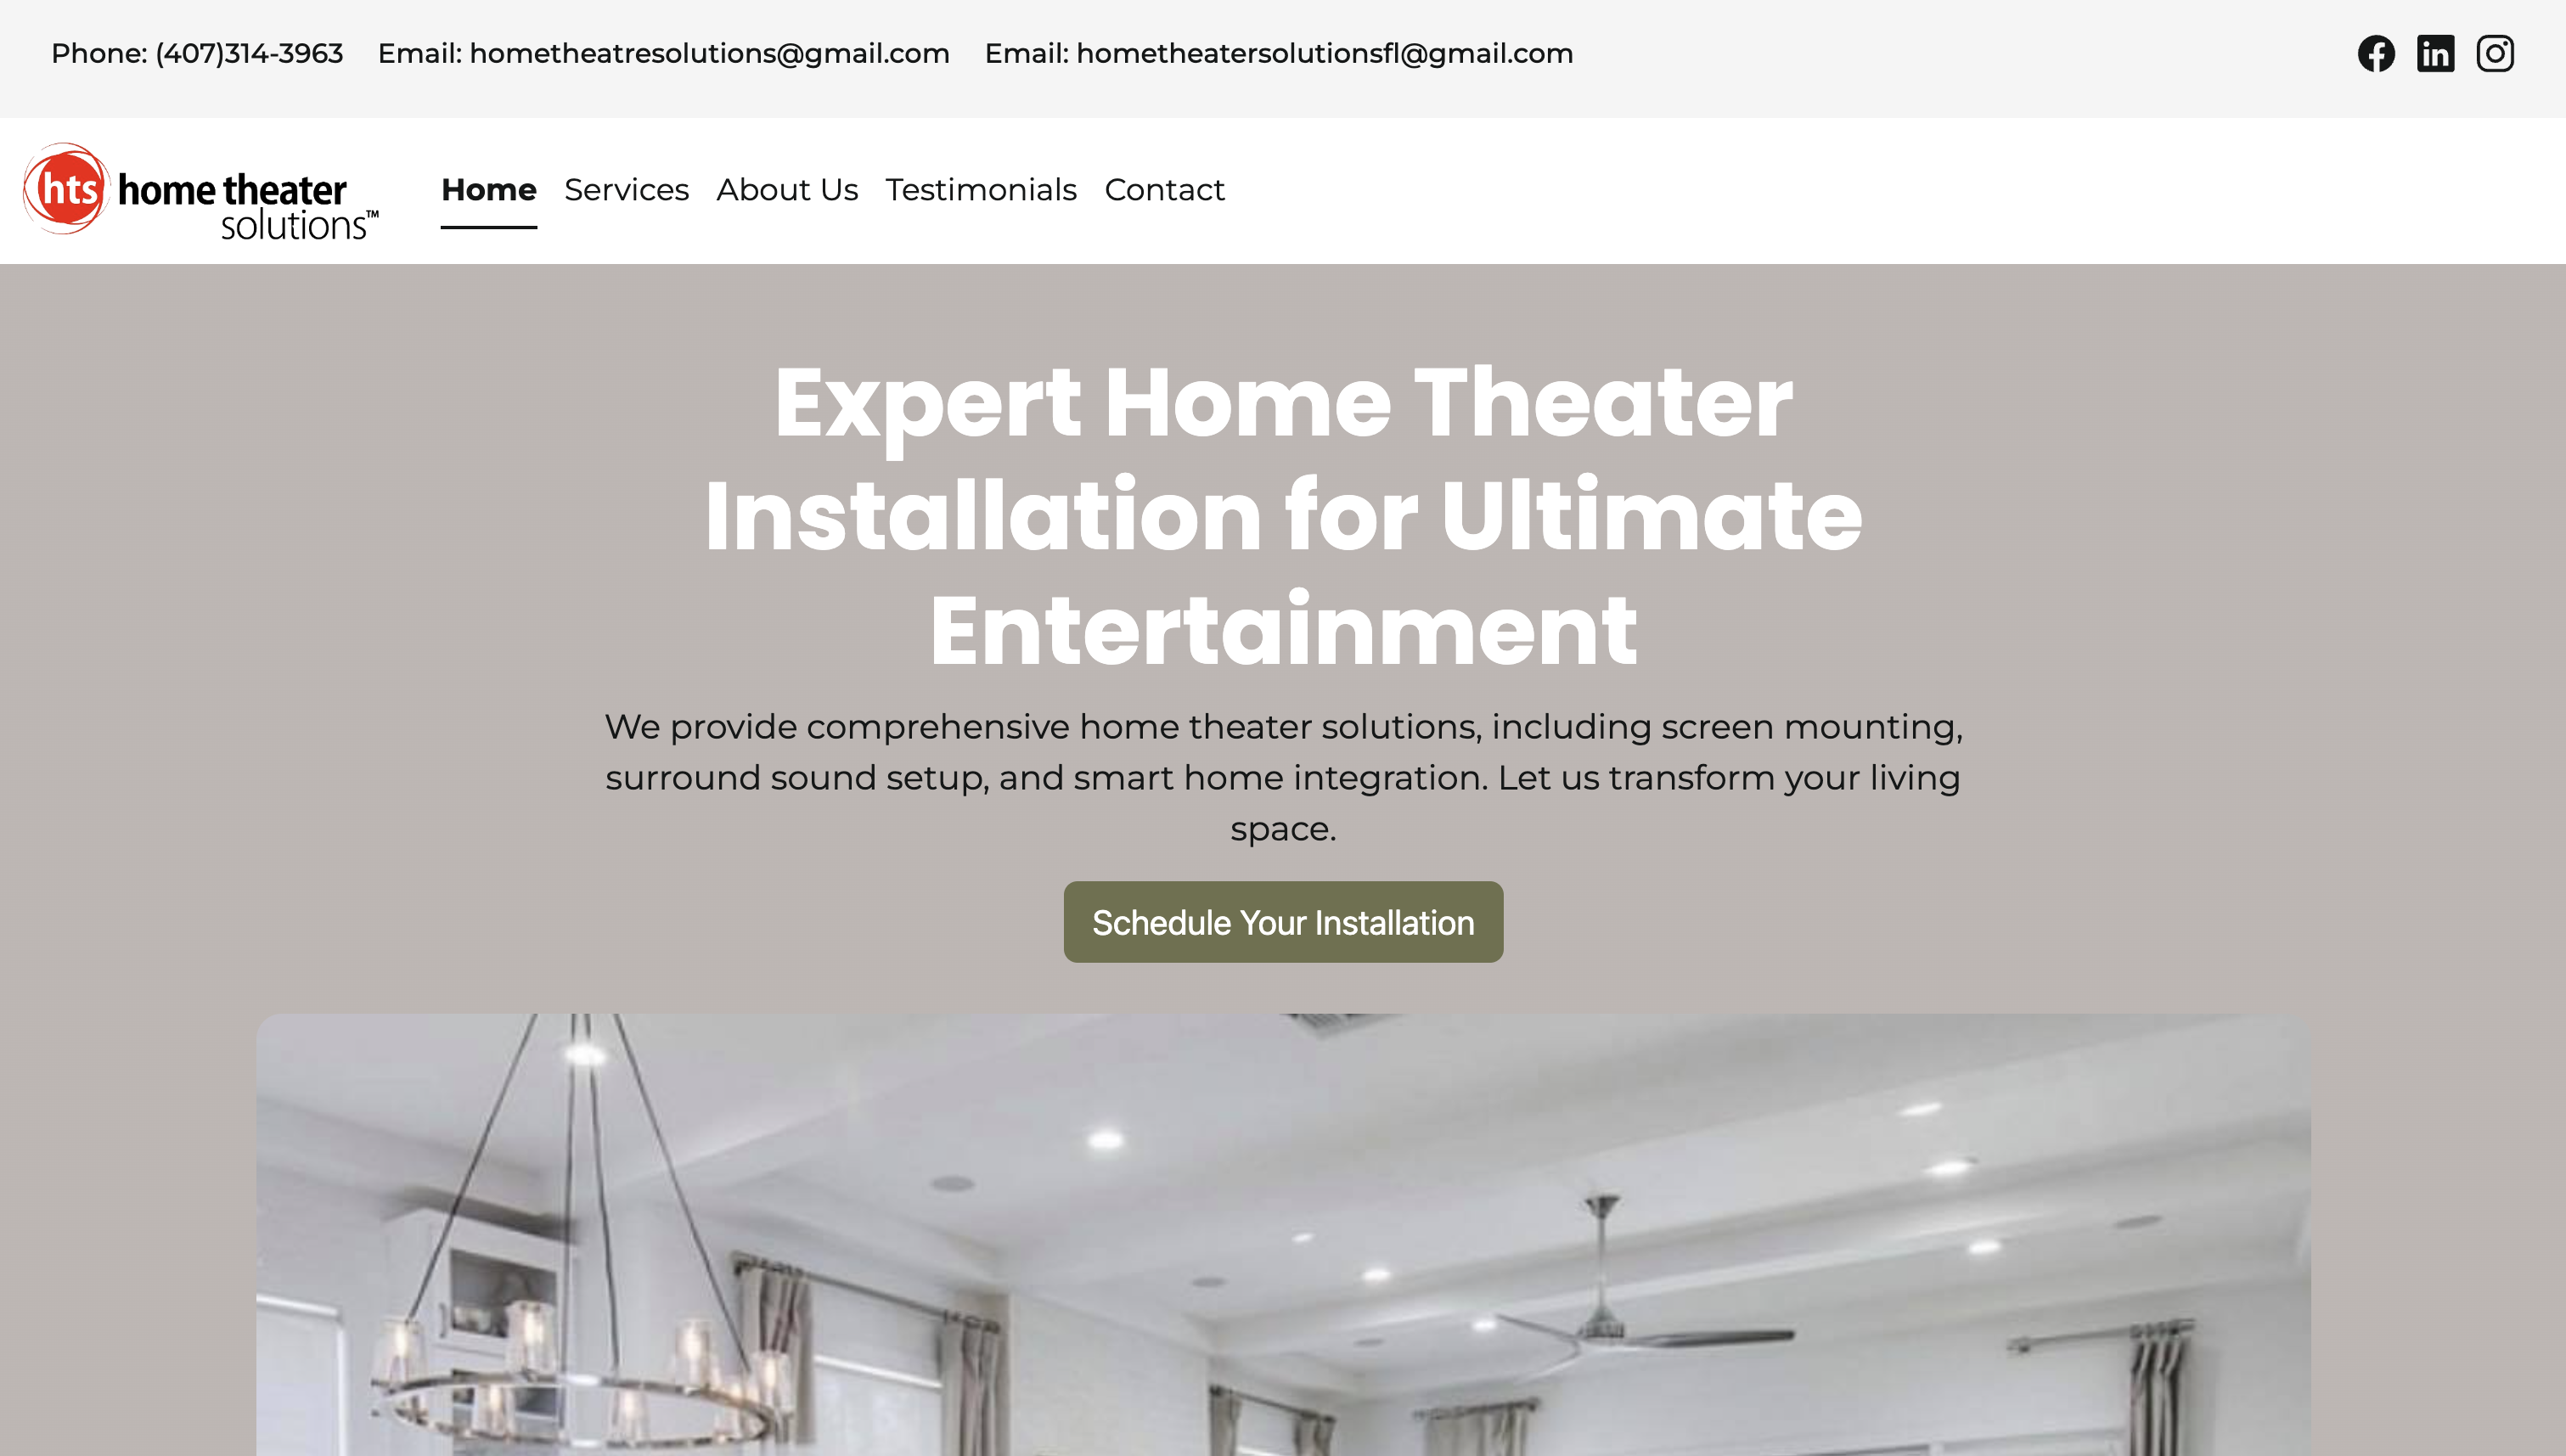 Phone: (407)314-3963 Email: hometheatresolutions@gmail.com Email: hometheatersolutionsfl@gmail.com
hts home theater
solutions™
Home Services About Us Testimonials Contact
Expert Home Theater
Installation for Ultimate
Entertainment
We provide comprehensive home theater solutions, including screen mounting,
surround sound setup, and smart home integration. Let us transform your living
space.
Schedule Your Installation